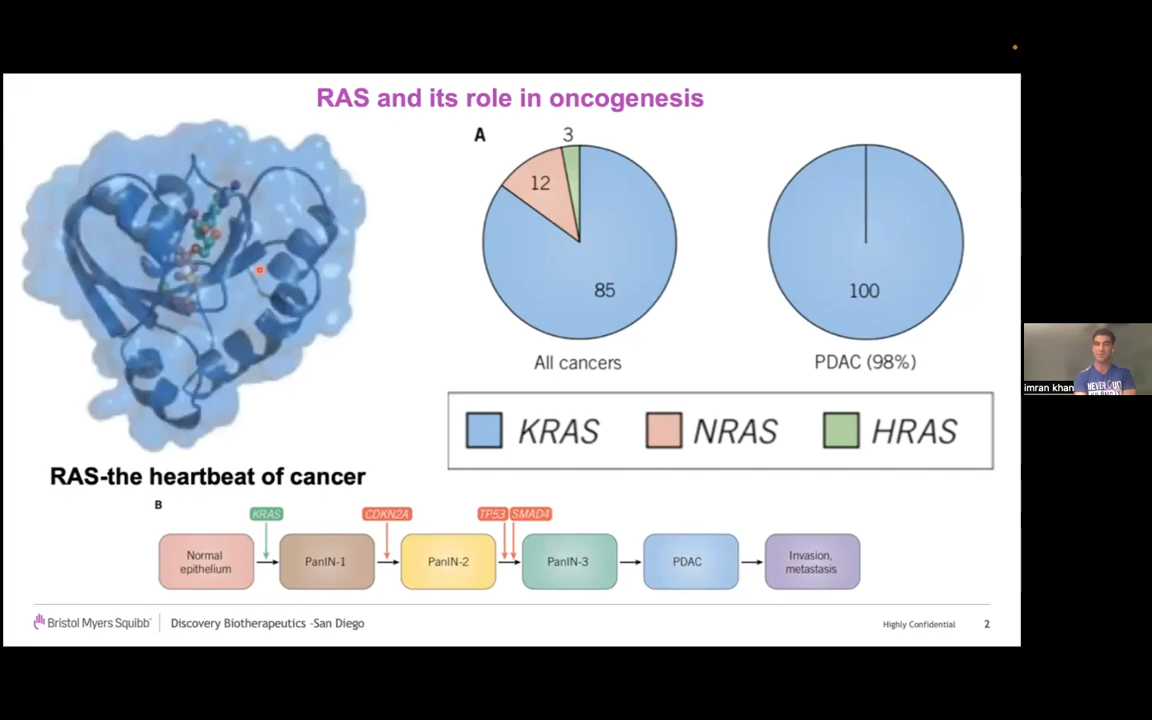 RAS and its role in oncogenesis
A
3
12
85
100
All cancers
PDAC (98%)
KRAS NRAS HRAS
RAS-the heartbeat of cancer
B
KRAS CDKN2A TP53 SMAD4
Normal
epithelium
PanIN-1
PanIN-2
PanIN-3
PDAC
Invasion,
metastasis
Bristol Myers Squibb
Discovery Biotherapeutics -San Diego
Highly Confidential
2
imran khan
NEVER